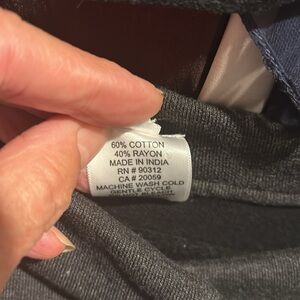 60% COTTON
40% RAYON
MADE IN INDIA
RN # 90312
CA # 20059
MACHINE WASH COLD
GENTLE CYCLE